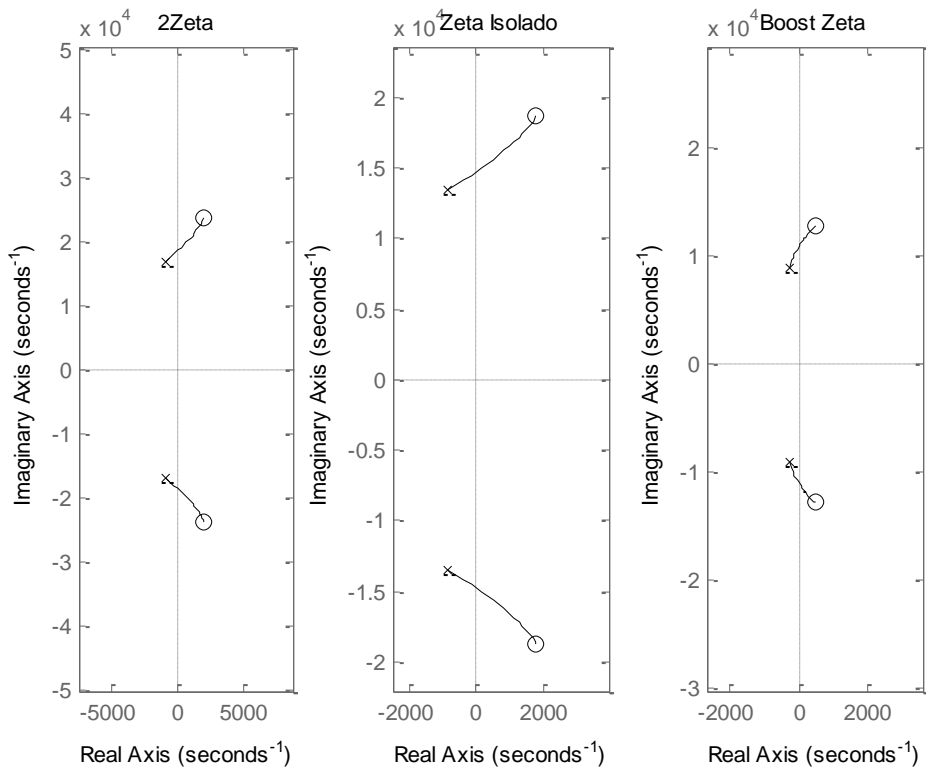 2Zeta
x 10^4
5
4
3
2
1
0
-1
-2
-3
-4
-5
Imaginary Axis (seconds^-1)
-5000 0 5000
Real Axis (seconds^-1)
Zeta Isolado
x 10^4
2
1.5
1
0.5
0
-0.5
-1
-1.5
-2
Imaginary Axis (seconds^-1)
-2000 0 2000
Real Axis (seconds^-1)
Boost Zeta
x 10^4
2
1
0
-1
-2
-3
Imaginary Axis (seconds^-1)
-2000 0 2000
Real Axis (seconds^-1)